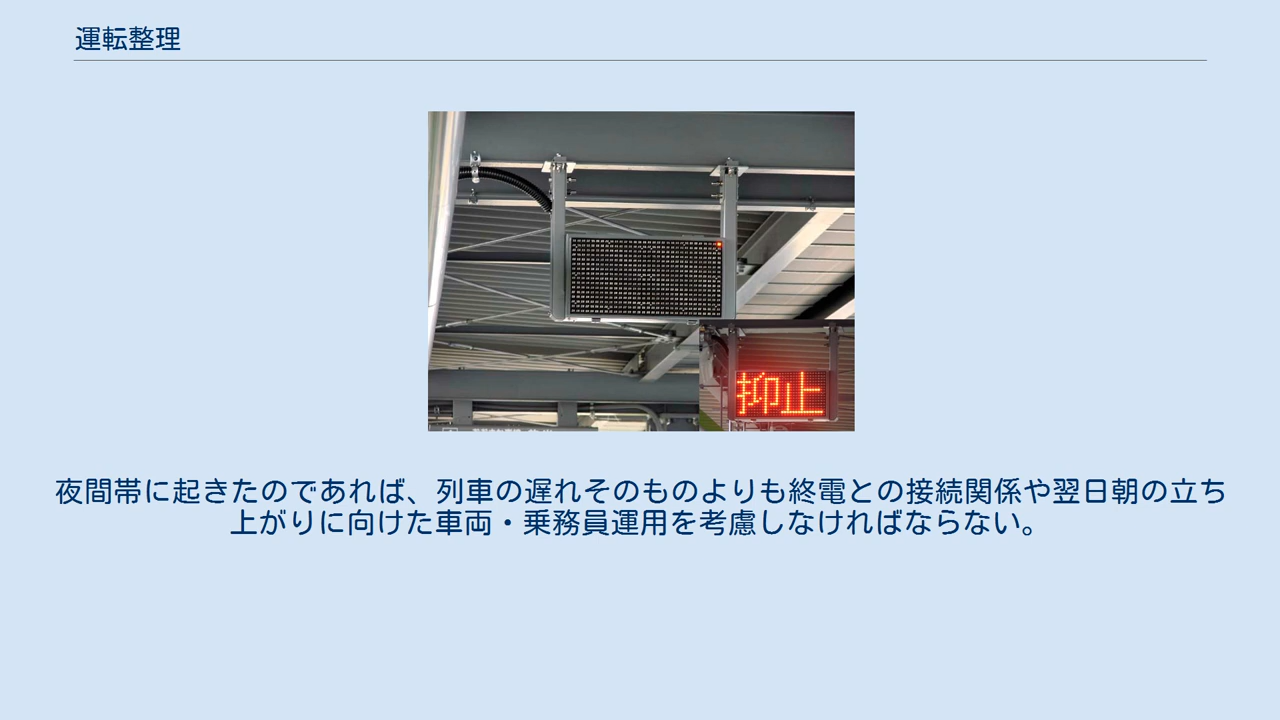 運転整理
抑止
夜間帯に起きたのであれば、列車の遅れそのものよりも終電との接続関係や翌日朝の立ち
上がりに向けた車両・乗務員運用を考慮しなければならない。